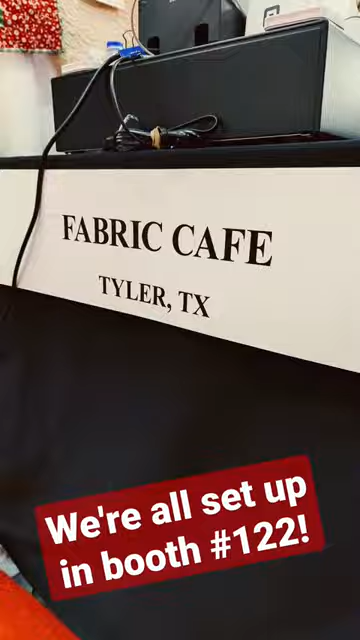 FABRIC CAFE
TYLER, TX
We're all set up
in booth #122!